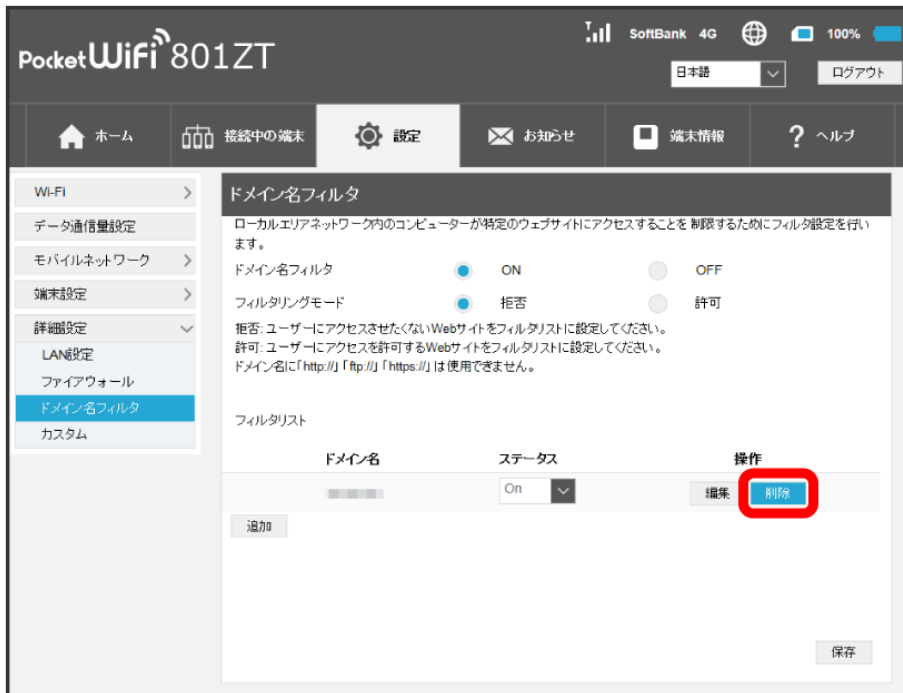 SoftBank 4G 100%
PocketWiFi 801ZT
日本語 ログアウト
ホーム 接続中の端末 設定 お知らせ 端末情報 ? ヘルプ
Wi-Fi
データ通信量設定
モバイルネットワーク
端末設定
詳細設定
LAN設定
ファイアウォール
ドメイン名フィルタ
カスタム
ドメイン名フィルタ
ローカルエリアネットワーク内のコンピューターが特定のウェブサイトにアクセスすることを 制限するためにフィルタ設定を行い
ます。
ドメイン名フィルタ ON OFF
フィルタリングモード 拒否 許可
拒否: ユーザーにアクセスさせたくないWebサイトをフィルタリストに設定してください。
許可: ユーザーにアクセスを許可するWebサイトをフィルタリストに設定してください。
ドメイン名に「http://」「ftp://」「https://」は使用できません。
フィルタリスト
ドメイン名 ステータス 操作
On 編集 削除
追加
保存